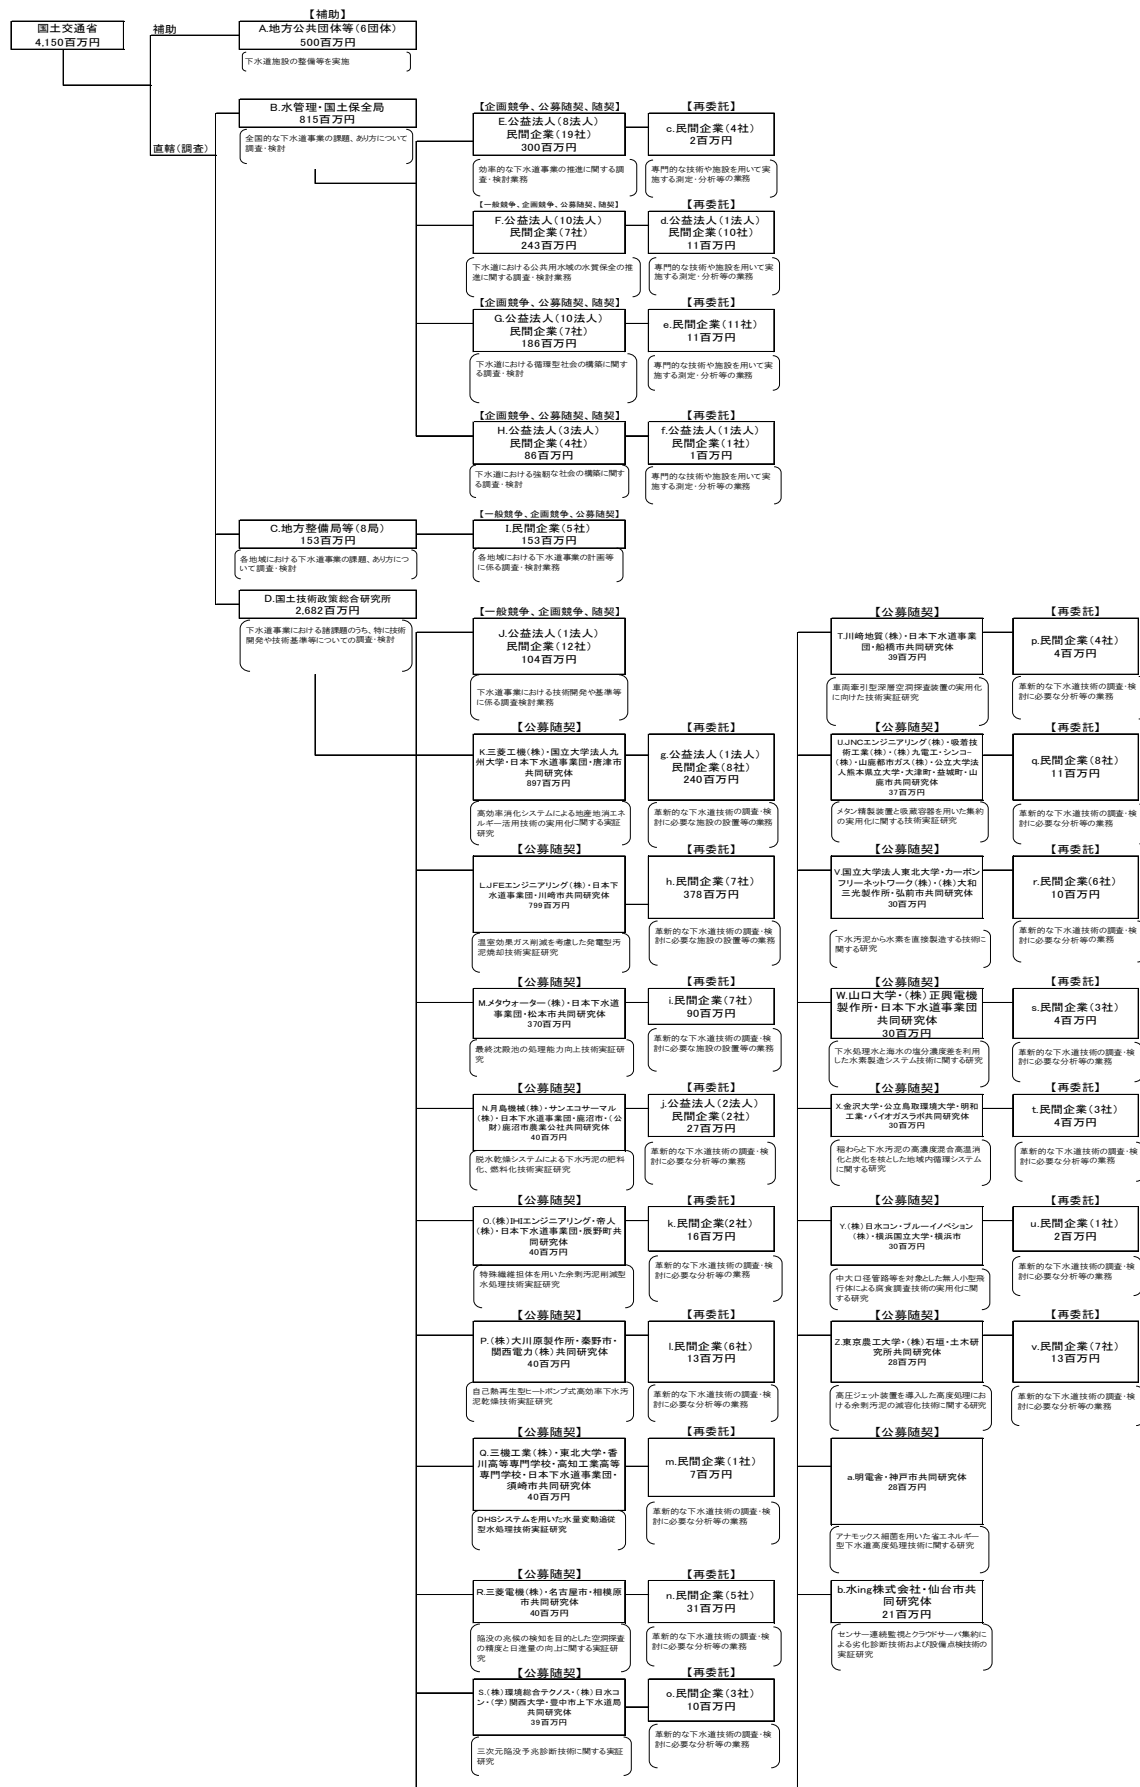 国土交通省
4,150百万円
補助
【補助】
A.地方公共団体等(6団体)
500百万円
下水道施設の整備等を実施
直轄(調査)
B.水管理・国土保全局
815百万円
全国的な下水道事業の課題、あり方について
調査・検討
【企画競争、公募随契、随契】
E.公益法人(8法人)
民間企業(19社)
300百万円
効率的な下水道事業の推進に関する調
査・検討業務
【再委託】
c.民間企業(4社)
2百万円
専門的な技術や施設を用いて実
施する測定・分析等の業務
【一般競争、企画競争、公募随契、随契】
F.公益法人(10法人)
民間企業(7社)
243百万円
下水道における公共用水域の水質保全の推
進に関する調査・検討業務
【再委託】
d.公益法人(1法人)
民間企業(10社)
11百万円
専門的な技術や施設を用いて実
施する測定・分析等の業務
【企画競争、公募随契、随契】
G.公益法人(10法人)
民間企業(7社)
186百万円
下水における循環型社会の構築に関す
る調査・検討
【再委託】
e.民間企業(11社)
11百万円
専門的な技術や施設を用いて実
施する測定・分析等の業務
【企画競争、公募随契、随契】
H.公益法人(3法人)
民間企業(4社)
86百万円
下水道における強靭な社会の構築に関す
る調査・検討
【再委託】
f.公益法人(1法人)
民間企業(1社)
1百万円
専門的な技術や施設を用いて実
施する測定・分析等の業務
C.地方整備局等(8局)
153百万円
各地域における下水道事業の課題、あり方につ
いて調査・検討
【一般競争、企画競争、公募随契】
I.民間企業(5社)
153百万円
各地域における下水道事業の計画等
に係る調査・検討業務
D.国土技術政策総合研究所
2,682百万円
下水道事業における諸課題のうち、特に技術
開発や技術基準等についての調査・検討
【一般競争、企画競争、随契】
J.公益法人(1法人)
民間企業(12社)
104百万円
下水道事業における技術開発や基準等
に係る調査検討業務
【公募随契】
K.三菱工機(株)・国立大学法人九
州大学・日本下水道事業団・唐津市
共同研究体
897百万円
高効率消化システムによる地産地消エネ
ルギー活用技術の実用化に関する実証
研究
【再委託】
g.公益法人(1法人)
民間企業(8社)
240百万円
革新的な下水道技術の調査・検
討に必要な施設の設置等の業務
【公募随契】
L.JFEエンジニアリング(株)・日本下
水道事業団・川崎市共同研究体
799百万円
温室効果ガス削減を考慮した発電型汚
泥焼却技術実証研究
【再委託】
h.民間企業(7社)
378百万円
革新的な下水道技術の調査・検
討に必要な施設の設置等の業務
【公募随契】
M.メタウォーター(株)・日本下水道
事業団・松本市共同研究体
370百万円
最終沈殿池の処理能力向上技術実証研
究
【再委託】
i.民間企業(7社)
90百万円
革新的な下水道技術の調査・検
討に必要な施設の設置等の業務
【公募随契】
N.月島機械(株)・サンエコサーマル
(株)・日本下水道事業団・鹿沼市・(公
財)鹿沼市農業公社共同研究体
40百万円
脱水乾燥システムによる下水汚泥の肥料
化、燃料化技術実証研究
【再委託】
j.公益法人(2法人)
民間企業(2社)
27百万円
革新的な下水道技術の調査・検
討に必要な分析等の業務
【公募随契】
O.(株)IHIエンジニアリング・帝人
(株)・日本下水道事業団・辰野町共
同研究体
40百万円
特殊繊維担体を用いた余剰汚泥削減型
水処理技術実証研究
【再委託】
k.民間企業(2社)
16百万円
革新的な下水道技術の調査・検
討に必要な分析等の業務
【公募随契】
P.(株)大川原製作所・秦野市・
関西電力(株)共同研究体
40百万円
自己熱再生型ヒートポンプ式高効率下水汚
泥乾燥技術実証研究
【再委託】
l.民間企業(6社)
13百万円
革新的な下水道技術の調査・検
討に必要な分析等の業務
【公募随契】
Q.三機工業(株)・東北大学・香
川高等専門学校・高知工業高等
専門学校・日本下水道事業団・
須崎市共同研究体
40百万円
DHSシステムを用いた水量変動追従
型水処理技術実証研究
【再委託】
m.民間企業(1社)
7百万円
革新的な下水道技術の調査・検
討に必要な分析等の業務
【公募随契】
R.三菱電機(株)・名古屋市・相模原
市共同研究体
40百万円
陥没の兆候の検知を目的とした空洞探査
の精度と日進量の向上に関する実証研
究
【再委託】
n.民間企業(5社)
31百万円
革新的な下水道技術の調査・検
討に必要な分析等の業務
【公募随契】
S.(株)環境総合テクノス・(株)日水コ
ン・(学)関西大学・豊中市上下水道局
共同研究体
39百万円
三次元陥没予兆診断技術に関する実証
研究
【再委託】
o.民間企業(3社)
10百万円
革新的な下水道技術の調査・検
討に必要な分析等の業務
【公募随契】
T.川崎地質(株)・日本下水道事業
団・船橋市共同研究体
39百万円
車両牽引型深層空洞探査装置の実用化
に向けた技術実証研究
【再委託】
p.民間企業(4社)
4百万円
革新的な下水道技術の調査・検
討に必要な分析等の業務
【公募随契】
U.JNCエンジニアリング(株)・吸着技
術工業(株)・(株)九電工・シンコー
(株)・山鹿都市ガス(株)・公立大学法
人熊本県立大学・大津町・益城町・山
鹿市共同研究体
37百万円
メタン精製装置と吸蔵容器を用いた集約
の実用化に関する技術実証研究
【再委託】
q.民間企業(8社)
11百万円
革新的な下水道技術の調査・検
討に必要な分析等の業務
【公募随契】
V.国立大学法人東北大学・カーボン
フリーネットワーク(株)・(株)大和
三光製作所・弘前市共同研究体
30百万円
下水汚泥から水素を直接製造する技術に
関する研究
【再委託】
r.民間企業(6社)
10百万円
革新的な下水道技術の調査・検
討に必要な分析等の業務
【公募随契】
W.山口大学・(株)正興電機
製作所・日本下水道事業団
共同研究体
30百万円
下水処理水と海水の塩分濃度差を利用
した水素製造システム技術に関する研究
【再委託】
s.民間企業(3社)
4百万円
革新的な下水道技術の調査・検
討に必要な分析等の業務
【公募随契】
X.金沢大学・公立鳥取環境大学・明和
工業・バイオガスラボ共同研究体
30百万円
稲わらと下水汚泥の高濃度混合高温消
化と炭化を核とした地域内循環システム
に関する研究
【再委託】
t.民間企業(3社)
4百万円
革新的な下水道技術の調査・検
討に必要な分析等の業務
【公募随契】
Y.(株)日水コン・ブルーイノベーション
(株)・横浜国立大学・横浜市
30百万円
中大口径管路等を対象とした無人小型飛
行体による腐食調査技術の実用化に関
する研究
【再委託】
u.民間企業(1社)
2百万円
革新的な下水道技術の調査・検
討に必要な分析等の業務
【公募随契】
Z.東京農工大学・(株)石垣・土木研
究所共同研究体
28百万円
高圧ジェット装置を導入した高度処理にお
ける余剰汚泥の減容化技術に関する研究
【再委託】
v.民間企業(7社)
13百万円
革新的な下水道技術の調査・検
討に必要な分析等の業務
【公募随契】
a.明電舎・神戸市共同研究体
28百万円
アナモックス細菌を用いた省エネルギー
型下水道高度処理技術に関する研究
b.水ing株式会社・仙台市共
同研究体
21百万円
センサー連続監視とクラウドサーバ集約に
よる劣化診断技術および設備点検技術の
実証研究